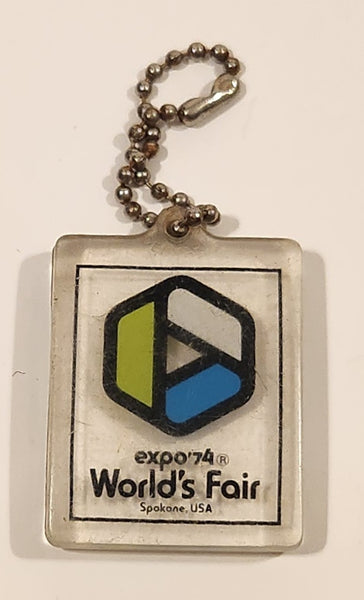 expo'74®
World's Fair
Spokane, USA